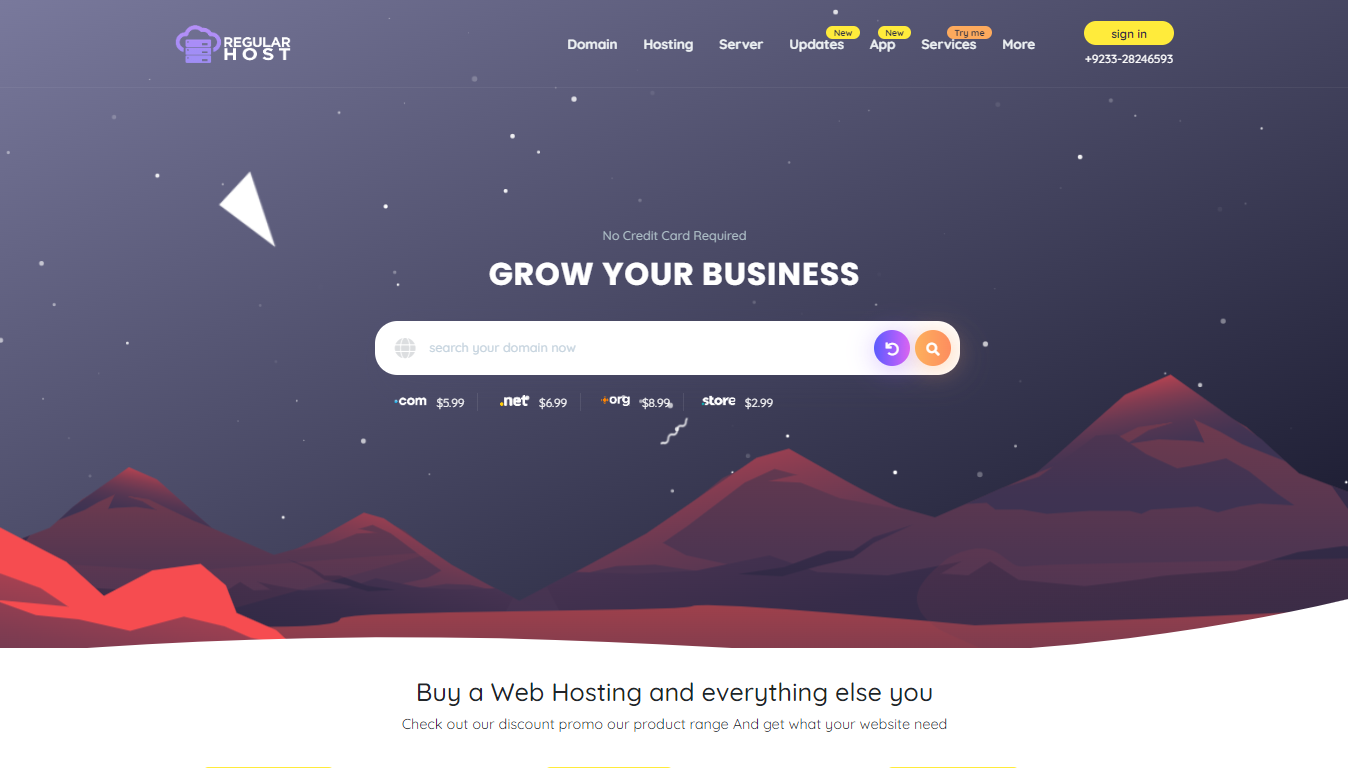 REGULAR
HOST
Domain Hosting Server Updates New App New Services Try me More
sign in
+9233-28246593
No Credit Card Required
GROW YOUR BUSINESS
search your domain now
.com $5.99 .net $6.99 .org $8.99 .store $2.99
Buy a Web Hosting and everything else you
Check out our discount promo our product range And get what your website need